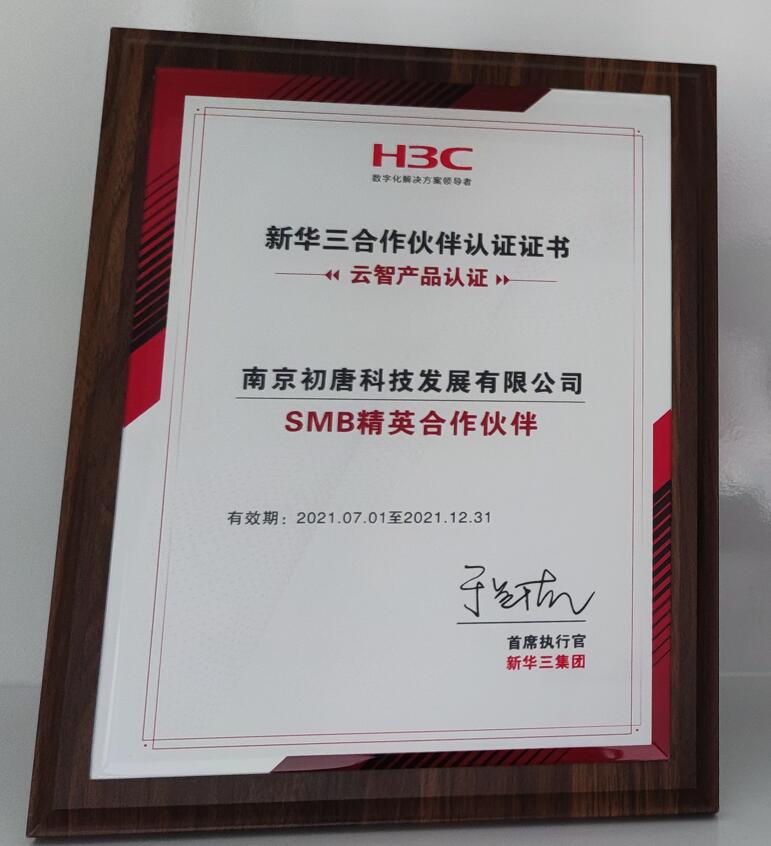 H3C
数字化解决方案领导者
新华三合作伙伴认证证书
云智产品认证
南京初唐科技发展有限公司
SMB精英合作伙伴
有效期：2021.07.01至2021.12.31
首席执行官
新华三集团